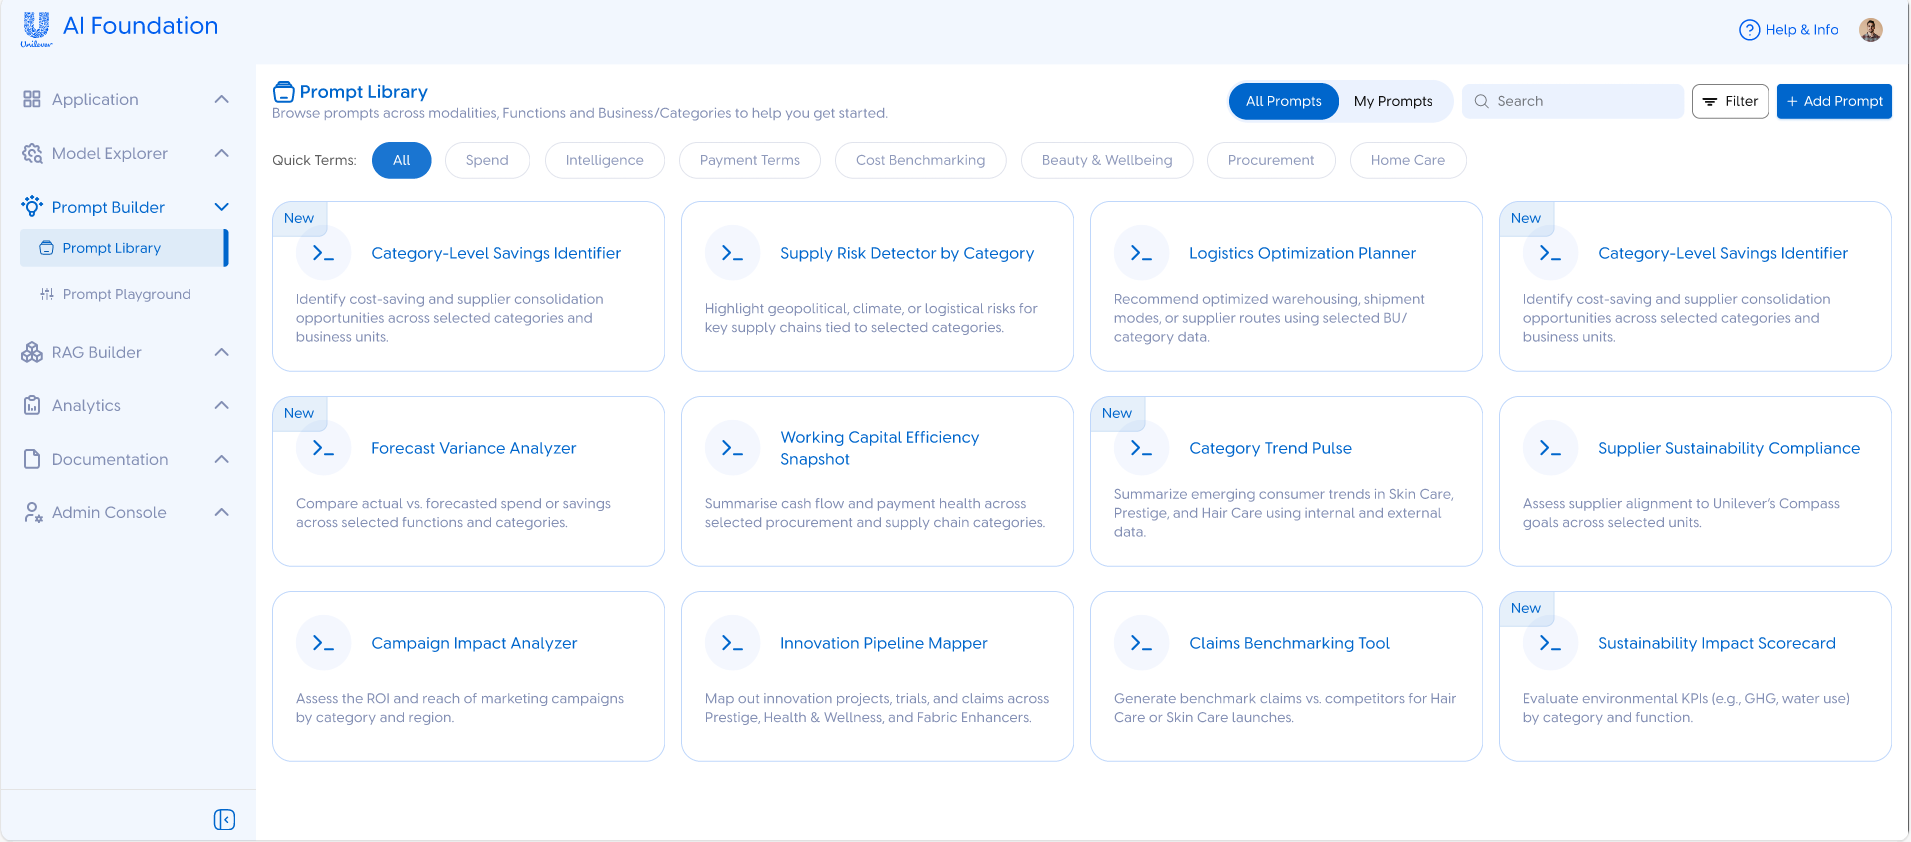 Unilever
AI Foundation
Help & Info
Application
Model Explorer
Prompt Builder
Prompt Library
Prompt Playground
RAG Builder
Analytics
Documentation
Admin Console
Prompt Library
Browse prompts across modalities, Functions and Business/Categories to help you get started.
All Prompts
My Prompts
Search
Filter
+ Add Prompt
Quick Terms:
All
Spend
Intelligence
Payment Terms
Cost Benchmarking
Beauty & Wellbeing
Procurement
Home Care
New
Category-Level Savings Identifier
Identify cost-saving and supplier consolidation
opportunities across selected categories and
business units.
Supply Risk Detector by Category
Highlight geopolitical, climate, or logistical risks for
key supply chains tied to selected categories.
Logistics Optimization Planner
Recommend optimized warehousing, shipment
modes, or supplier routes using selected BU/
category data.
New
Category-Level Savings Identifier
Identify cost-saving and supplier consolidation
opportunities across selected categories and
business units.
New
Forecast Variance Analyzer
Compare actual vs. forecasted spend or savings
across selected functions and categories.
Working Capital Efficiency
Snapshot
Summarise cash flow and payment health across
selected procurement and supply chain categories.
New
Category Trend Pulse
Summarize emerging consumer trends in Skin Care,
Prestige, and Hair Care using internal and external
data.
Supplier Sustainability Compliance
Assess supplier alignment to Unilever's Compass
goals across selected units.
Campaign Impact Analyzer
Assess the ROI and reach of marketing campaigns
by category and region.
Innovation Pipeline Mapper
Map out innovation projects, trials, and claims across
Prestige, Health & Wellness, and Fabric Enhancers.
Claims Benchmarking Tool
Generate benchmark claims vs. competitors for Hair
Care or Skin Care launches.
New
Sustainability Impact Scorecard
Evaluate environmental KPIs (e.g., GHG, water use)
by category and function.